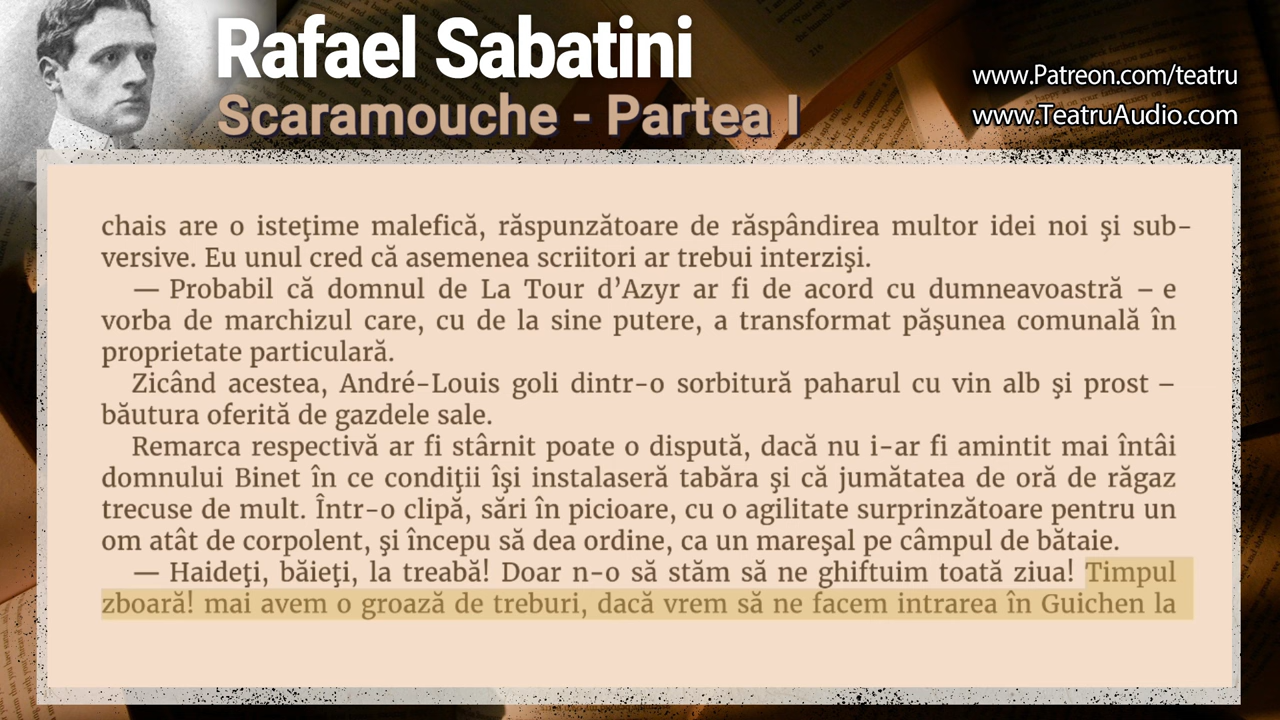 Rafael Sabatini
Scaramouche - Partea I
www.Patreon.com/teatru
www.TeatruAudio.com
chais are o isteţime malefică, răspunzătoare de răspândirea multor idei noi şi sub-
versive. Eu unul cred că asemenea scriitori ar trebui interzişi.
— Probabil că domnul de La Tour d’Azyr ar fi de acord cu dumneavoastră – e
vorba de marchizul care, cu de la sine putere, a transformat păşunea comunală în
proprietate particulară.
Zicând acestea, André-Louis goli dintr-o sorbitură paharul cu vin alb şi prost –
băutura oferită de gazdele sale.
Remarca respectivă ar fi stârnit poate o dispută, dacă nu i-ar fi amintit mai întâi
domnului Binet în ce condiţii îşi instalaseră tabăra şi că jumătatea de oră de răgaz
trecuse de mult. Într-o clipă, sări în picioare, cu o agilitate surprinzătoare pentru un
om atât de corpolent, şi începu să dea ordine, ca un mareşal pe câmpul de bătaie.
— Haideţi, băieţi, la treabă! Doar n-o să stăm să ne ghiftuim toată ziua! Timpul
zboară! mai avem o groază de treburi, dacă vrem să ne facem intrarea în Guichen la